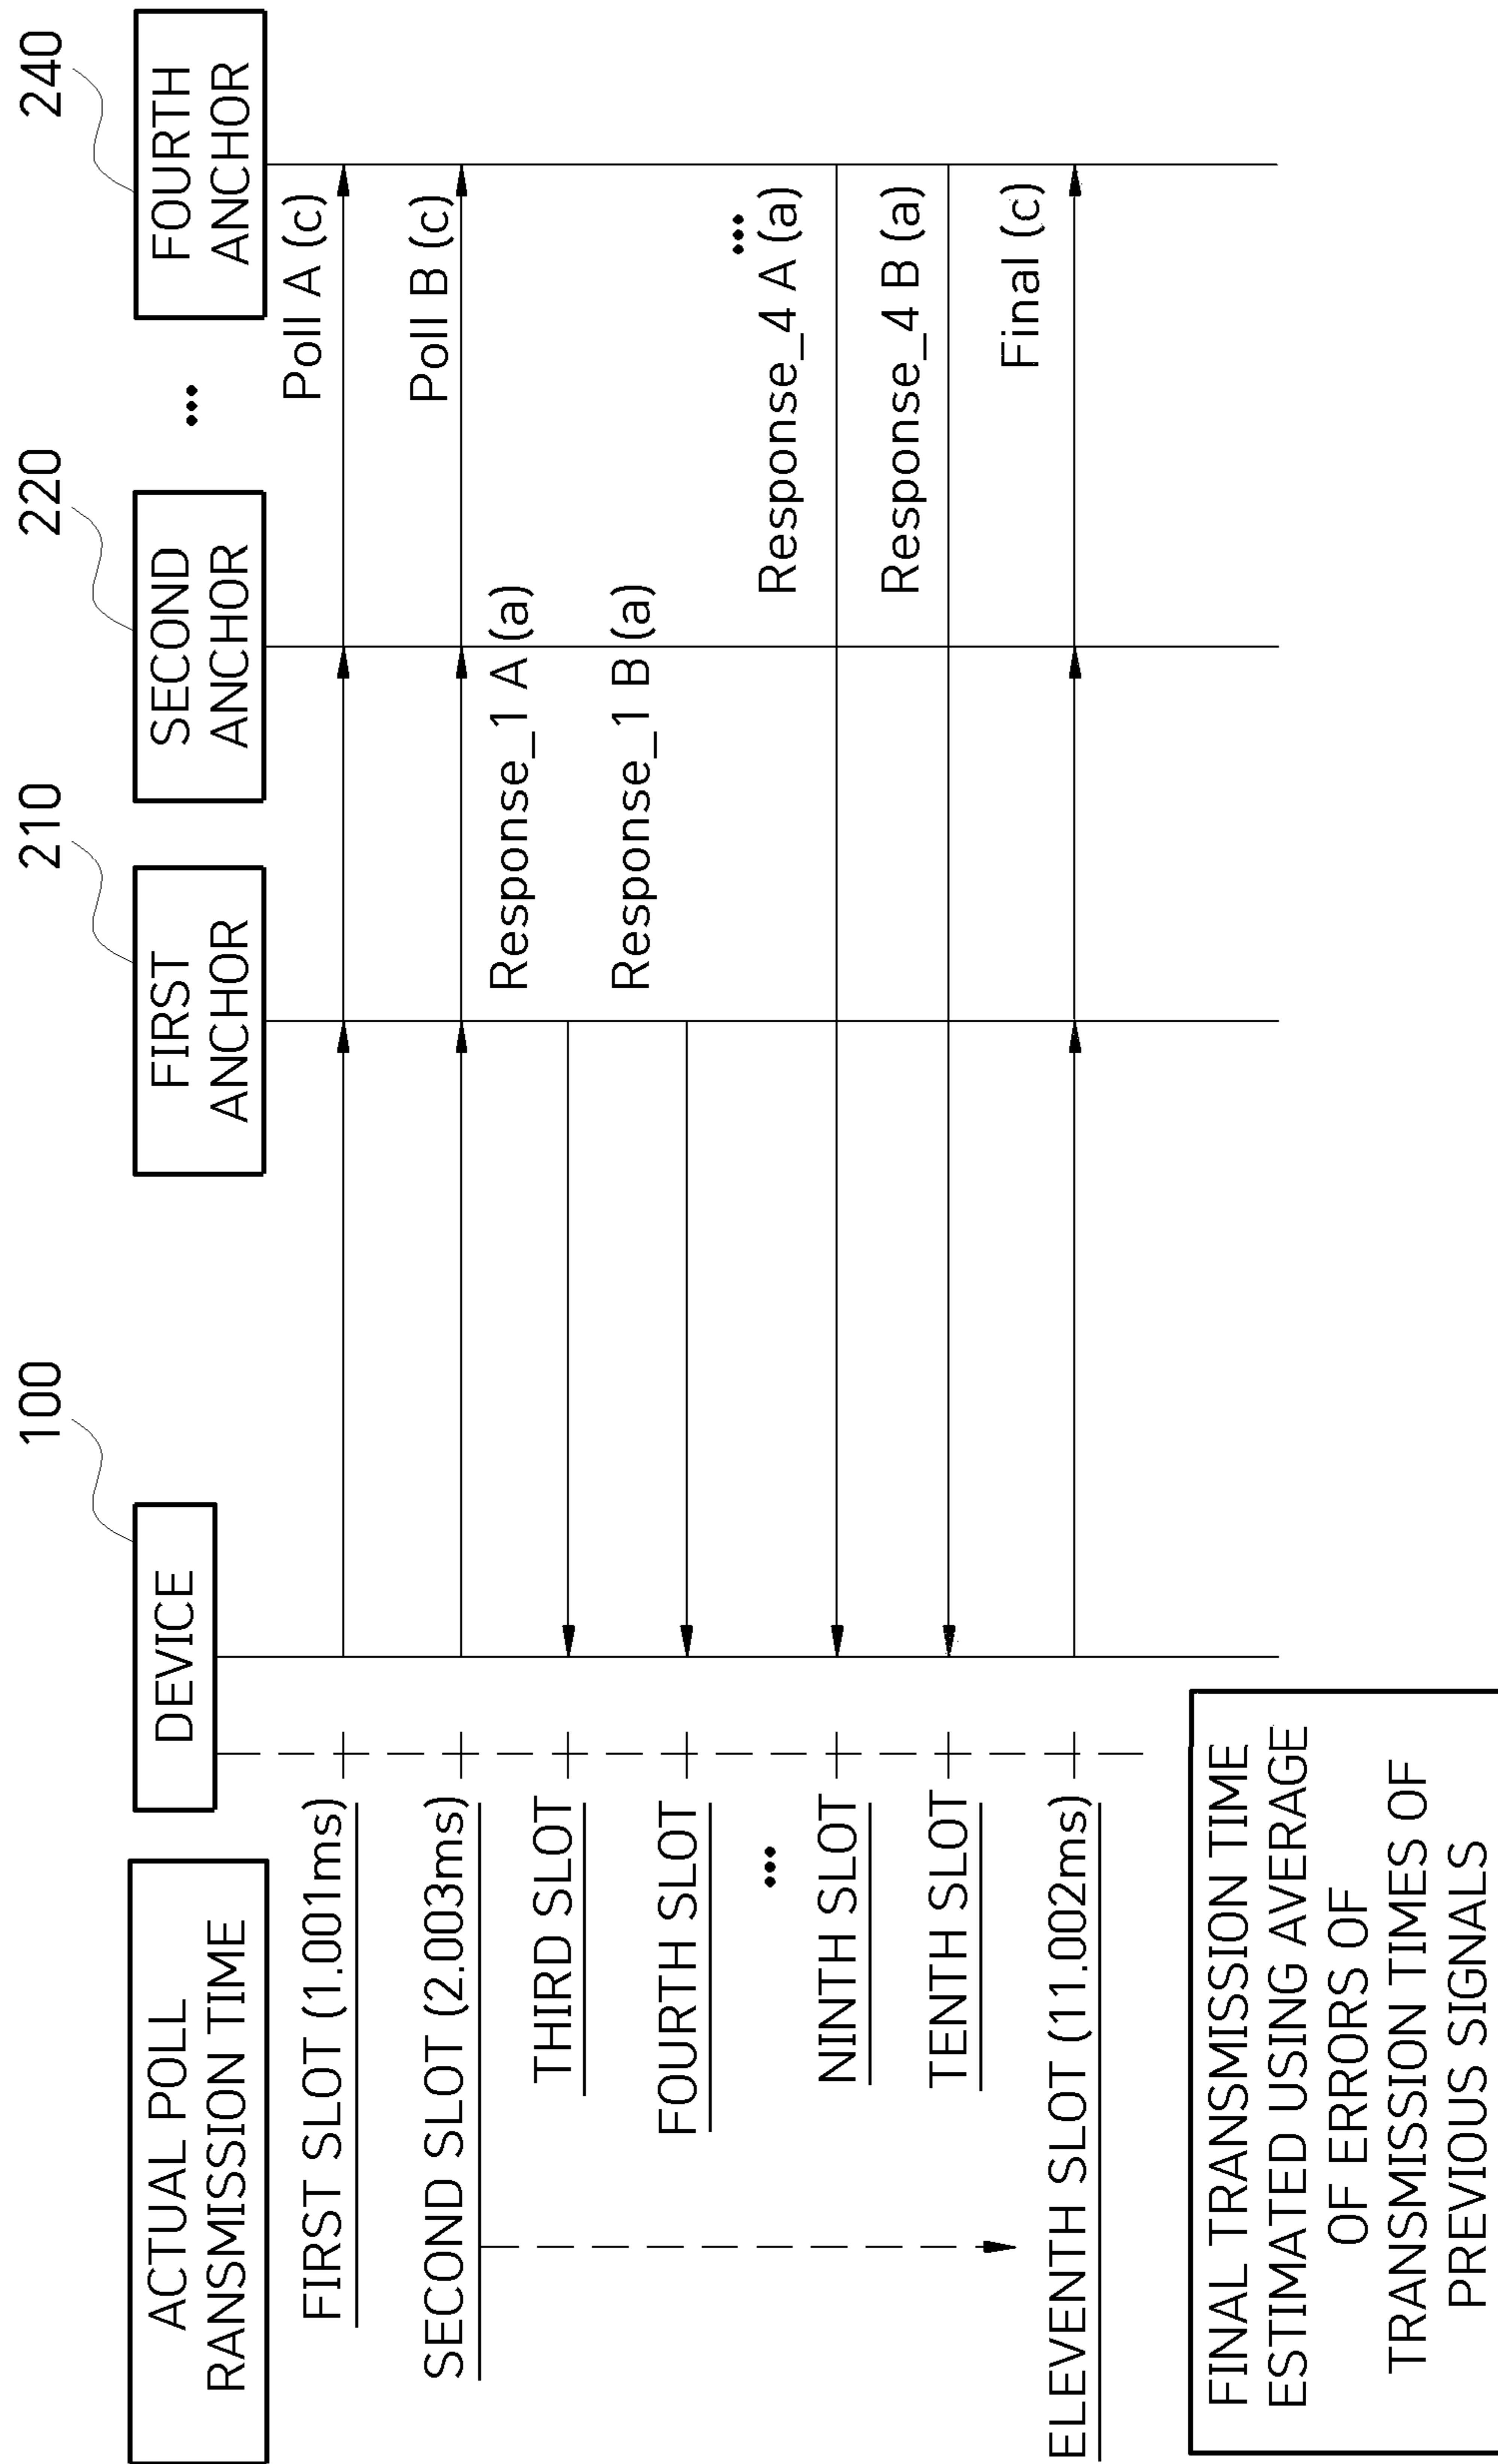 ACTUAL POLL
RANSMISSION TIME
DEVICE
100
FIRST
ANCHOR
210
SECOND
ANCHOR
220
•••
FOURTH
ANCHOR
240
FIRST SLOT (1.001ms)
Poll A (c)
SECOND SLOT (2.003ms)
Poll B (c)
THIRD SLOT
Response_1 A (a)
FOURTH SLOT
Response_1 B (a)
•••
•••
NINTH SLOT
Response_4 A (a)
TENTH SLOT
Response_4 B (a)
ELEVENTH SLOT (11.002ms)
Final (c)
FINAL TRANSMISSION TIME
ESTIMATED USING AVERAGE
OF ERRORS OF
TRANSMISSION TIMES OF
PREVIOUS SIGNALS